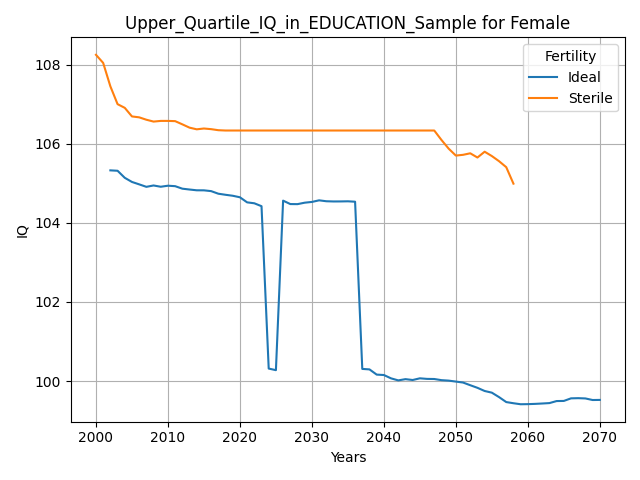 Upper_Quartile_IQ_in_EDUCATION_Sample for Female
Fertility
Ideal
Sterile
108
106
104
102
100
IQ
2000 2010 2020 2030 2040 2050 2060 2070
Years